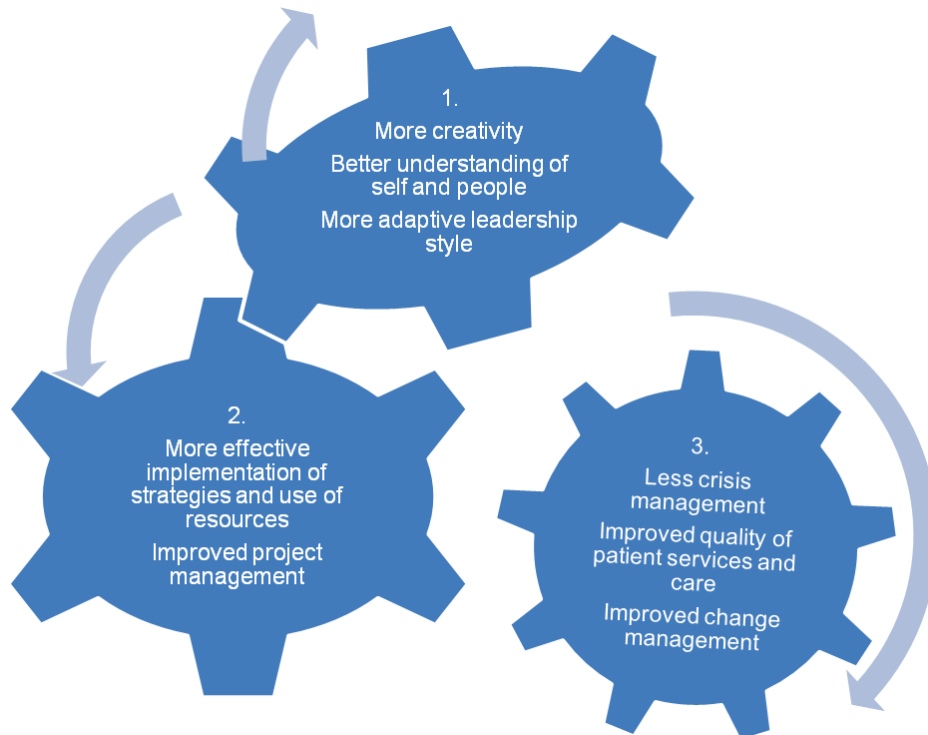 1.
More creativity
Better understanding of
self and people
More adaptive leadership
style
2.
More effective
implementation of
strategies and use of
resources
Improved project
management
3.
Less crisis
management
Improved quality of
patient services and
care
Improved change
management